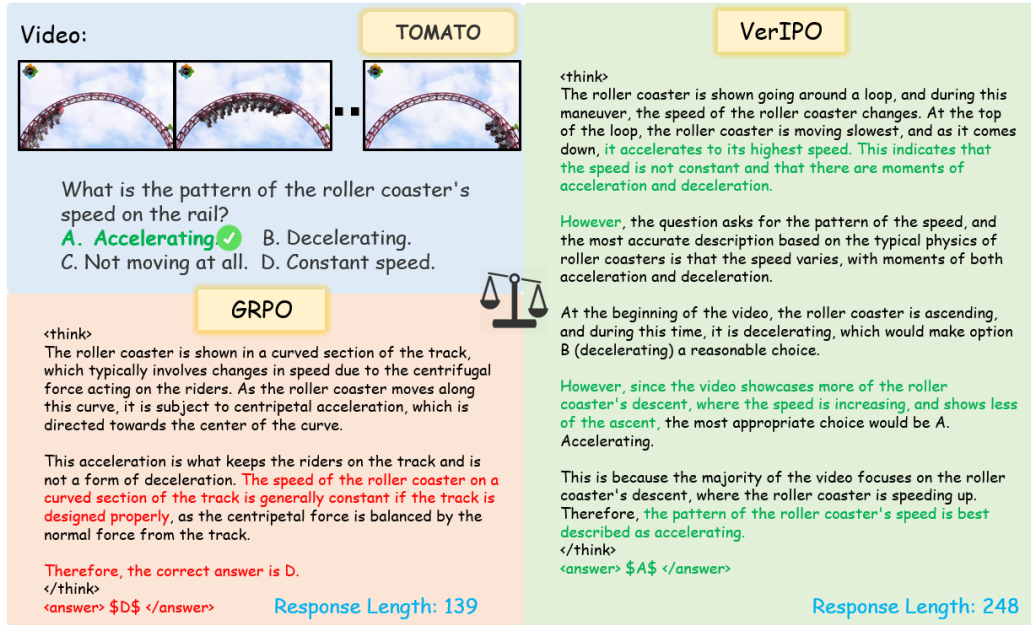 Video:
TOMATO
What is the pattern of the roller coaster's
speed on the rail?
A. Accelerating. B. Decelerating.
C. Not moving at all. D. Constant speed.
GRPO
<think>
The roller coaster is shown in a curved section of the track,
which typically involves changes in speed due to the centrifugal
force acting on the riders. As the roller coaster moves along
this curve, it is subject to centripetal acceleration, which is
directed towards the center of the curve.
This acceleration is what keeps the riders on the track and is
not a form of deceleration. The speed of the roller coaster on a
curved section of the track is generally constant if the track is
designed properly, as the centripetal force is balanced by the
normal force from the track.
Therefore, the correct answer is D.
</think>
<answer> $D$ </answer>
Response Length: 139
VerIPO
<think>
The roller coaster is shown going around a loop, and during this
maneuver, the speed of the roller coaster changes. At the top
of the loop, the roller coaster is moving slowest, and as it comes
down, it accelerates to its highest speed. This indicates that
the speed is not constant and that there are moments of
acceleration and deceleration.
However, the question asks for the pattern of the speed, and
the most accurate description based on the typical physics of
roller coasters is that the speed varies, with moments of both
acceleration and deceleration.
At the beginning of the video, the roller coaster is ascending,
and during this time, it is decelerating, which would make option
B (decelerating) a reasonable choice.
However, since the video showcases more of the roller
coaster's descent, where the speed is increasing, and shows less
of the ascent, the most appropriate choice would be A.
Accelerating.
This is because the majority of the video focuses on the roller
coaster's descent, where the roller coaster is speeding up.
Therefore, the pattern of the roller coaster's speed is best
described as accelerating.
</think>
<answer> $A$ </answer>
Response Length: 248